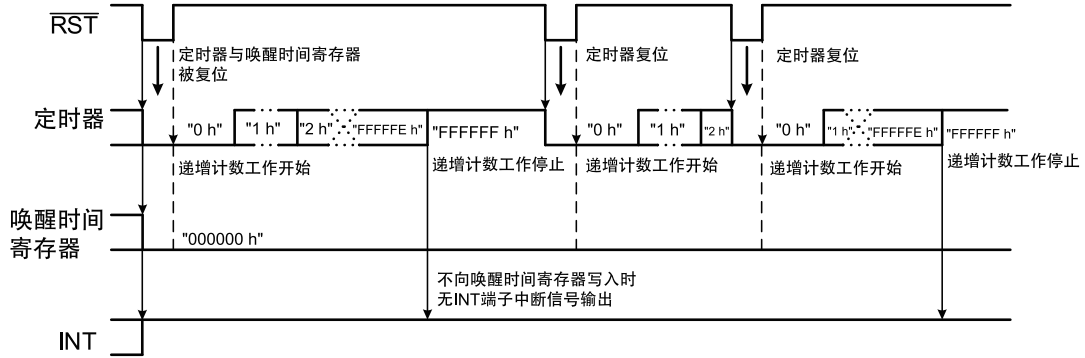 RST
定时器与唤醒时间寄存器
被复位
定时器复位
定时器复位
定时器
"0 h"
"1 h"
"2 h"
"FFFFFE h"
"FFFFFF h"
"0 h"
"1 h"
"2 h"
"0 h"
"1 h"
"FFFFFE h"
"FFFFFF h"
递增计数工作开始
递增计数工作停止
递增计数工作开始
递增计数工作开始
递增计数工作停止
唤醒时间
寄存器
"000000 h"
不向唤醒时间寄存器写入时
无INT端子中断信号输出
INT